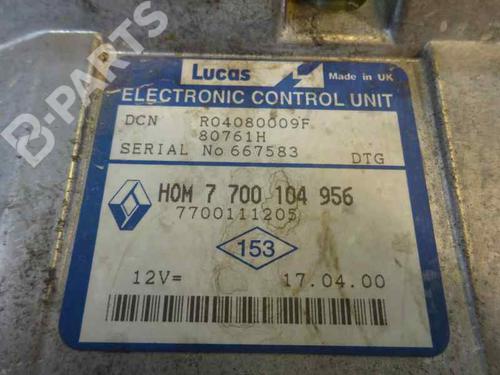 B-PARTS
Lucas
Made in UK
ELECTRONIC CONTROL UNIT
DCN R04080009F
80761H
SERIAL No 667583 DTG
HOM 7 700 104 956
7700111205
153
12V= 17.04.00